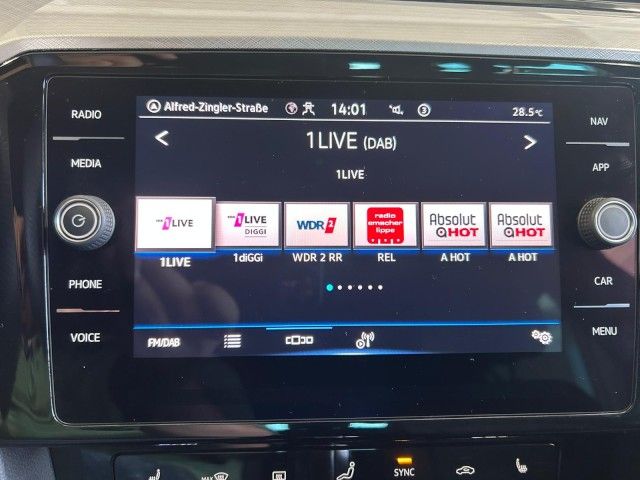 RADIO
MEDIA
PHONE
VOICE
Alfred-Zingler-Straße 14:01 3 28.5°C
< 1LIVE (DAB) >
1LIVE
1LIVE
1LIVE DIGGI
WDR 2
radio emscher lippe
Absolut HOT
Absolut HOT
1LIVE 1diGGi WDR 2 RR REL A HOT A HOT
FM/DAB
NAV
APP
CAR
MENU
MAX
SYNC